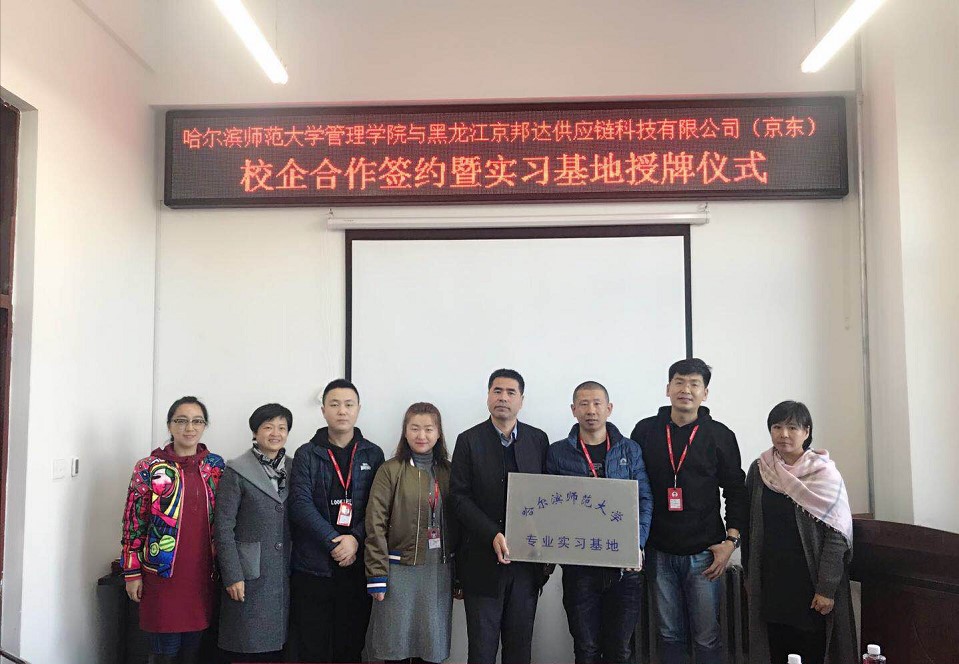 哈尔滨师范大学管理学院与黑龙江京邦达供应链科技有限公司（京东）
校企合作签约暨实习基地授牌仪式
哈尔滨师范大学
专业实习基地